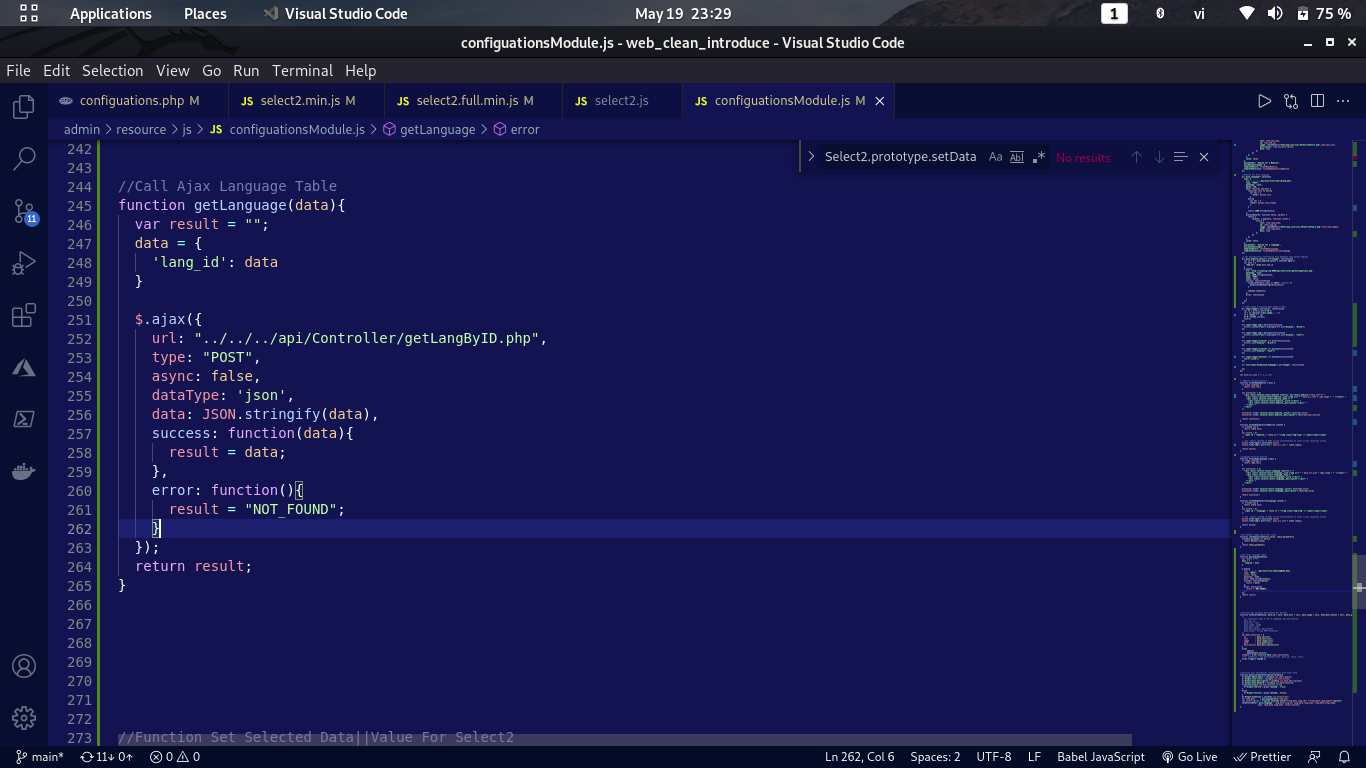 Applications Places Visual Studio Code May 19 23:29 1 vi 75 %
configuationsModule.js - web_clean_introduce - Visual Studio Code
File Edit Selection View Go Run Terminal Help
configuations.php M JS select2.min.js M JS select2.full.min.js M JS select2.js JS configuationsModule.js M
admin > resource > js > JS configuationsModule.js > getLanguage > error
Select2.prototype.setData Aa Abl .* No results
242
243
244 //Call Ajax Language Table
245 function getLanguage(data){
246 var result = "";
247 data = {
248 'lang_id': data
249 }
250
251 $.ajax({
252 url: "../../../api/Controller/getLangByID.php",
253 type: "POST",
254 async: false,
255 dataType: 'json',
256 data: JSON.stringify(data),
257 success: function(data){
258 result = data;
259 },
260 error: function(){
261 result = "NOT_FOUND";
262 }
263 });
264 return result;
265 }
266
267
268
269
270
271
272
273 //Function Set Selected Data||Value For Select2
11
main* 11↓ 0↑ 0 0 Ln 262, Col 6 Spaces: 2 UTF-8 LF Babel JavaScript Go Live Prettier